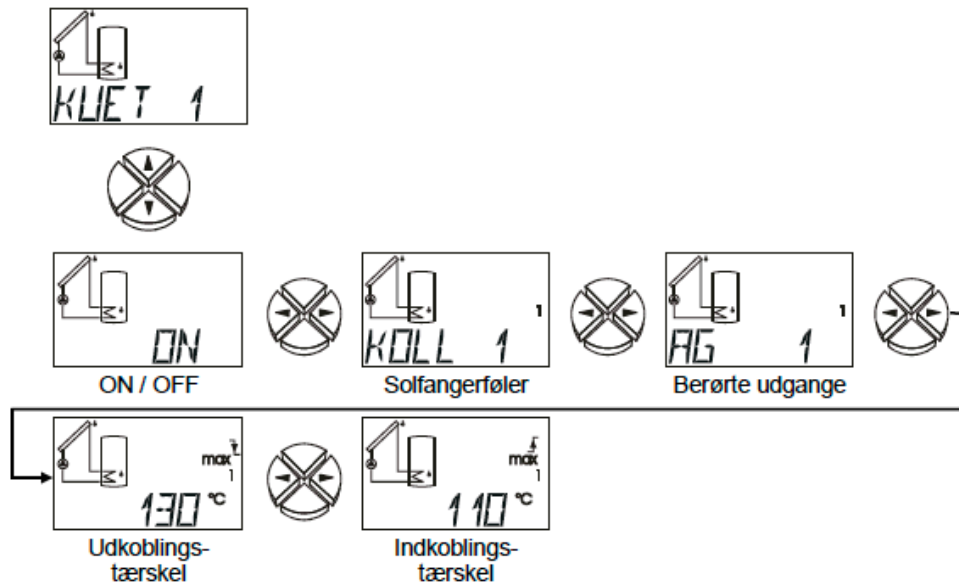 KUET 1
ON
KOLL 1
1
AG 1
1
ON / OFF
Solfangerføler
Berørte udgange
max
1
130 °C
max
1
110 °C
Udkoblings-
tærskel
Indkoblings-
tærskel